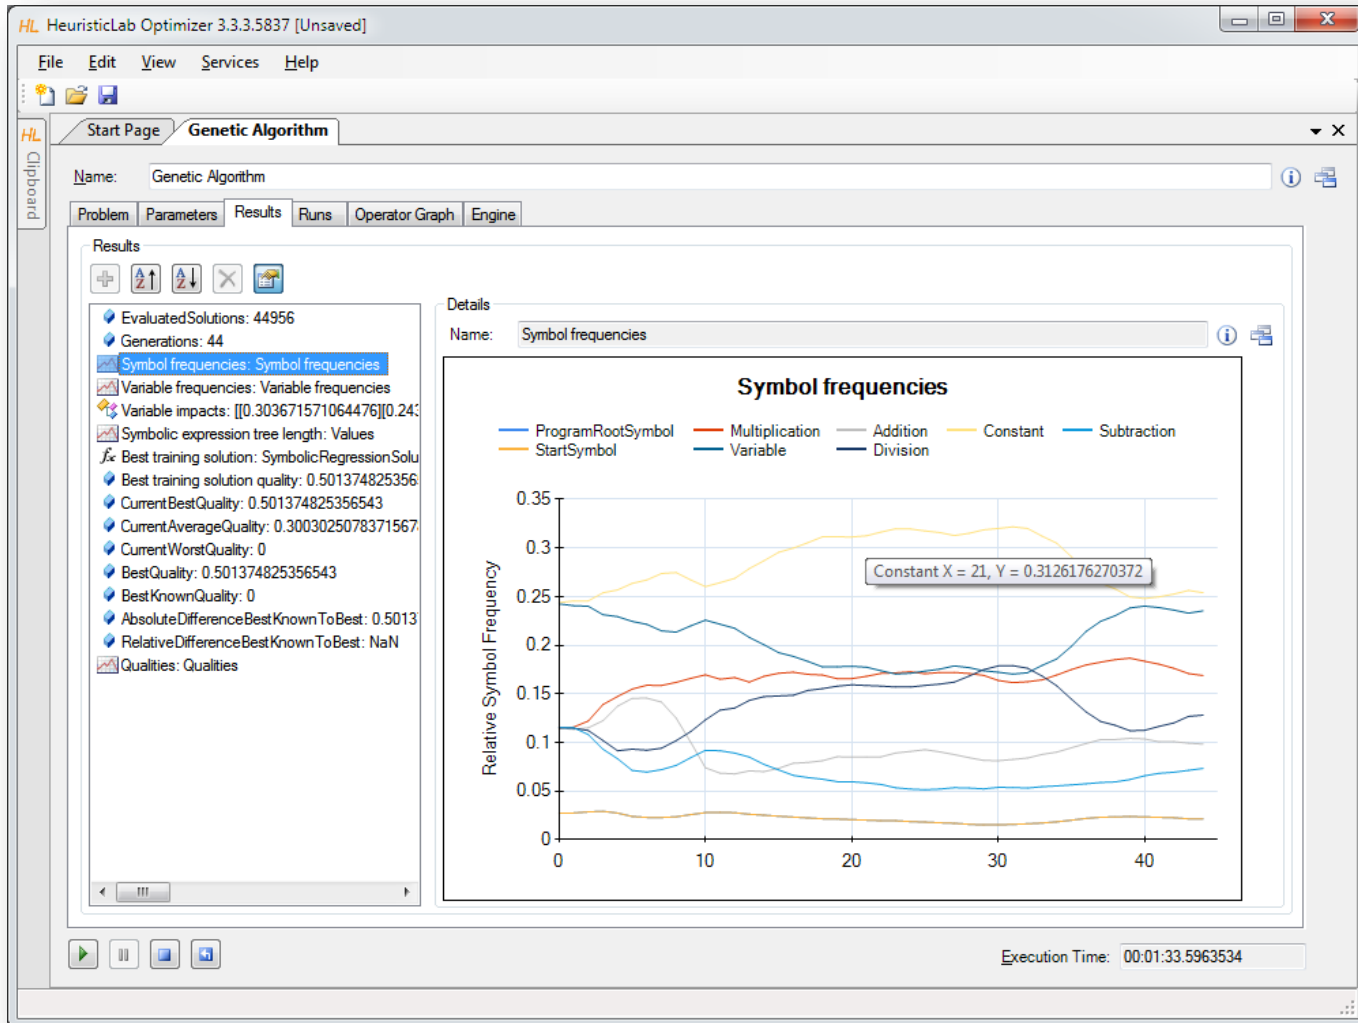 HL HeuristicLab Optimizer 3.3.3.5837 [Unsaved]
File Edit View Services Help
HL Clipboard
Start Page Genetic Algorithm
Name: Genetic Algorithm
Problem Parameters Results Runs Operator Graph Engine
Results
EvaluatedSolutions: 44956
Generations: 44
Symbol frequencies: Symbol frequencies
Variable frequencies: Variable frequencies
Variable impacts: [[0.303671571064476][0.243
Symbolic expression tree length: Values
Best training solution: SymbolicRegressionSolu
Best training solution quality: 0.501374825356
CurrentBestQuality: 0.501374825356543
CurrentAverageQuality: 0.300302507837156
CurrentWorstQuality: 0
BestQuality: 0.501374825356543
BestKnownQuality: 0
AbsoluteDifferenceBestKnownToBest: 0.5013
RelativeDifferenceBestKnownToBest: NaN
Qualities: Qualities
Details
Name: Symbol frequencies
Symbol frequencies
ProgramRootSymbol Multiplication Addition Constant Subtraction
StartSymbol Variable Division
Relative Symbol Frequency
0.35
0.3
0.25
0.2
0.15
0.1
0.05
0
Constant X = 21, Y = 0.3126176270372
0 10 20 30 40
Execution Time: 00:01:33.5963534